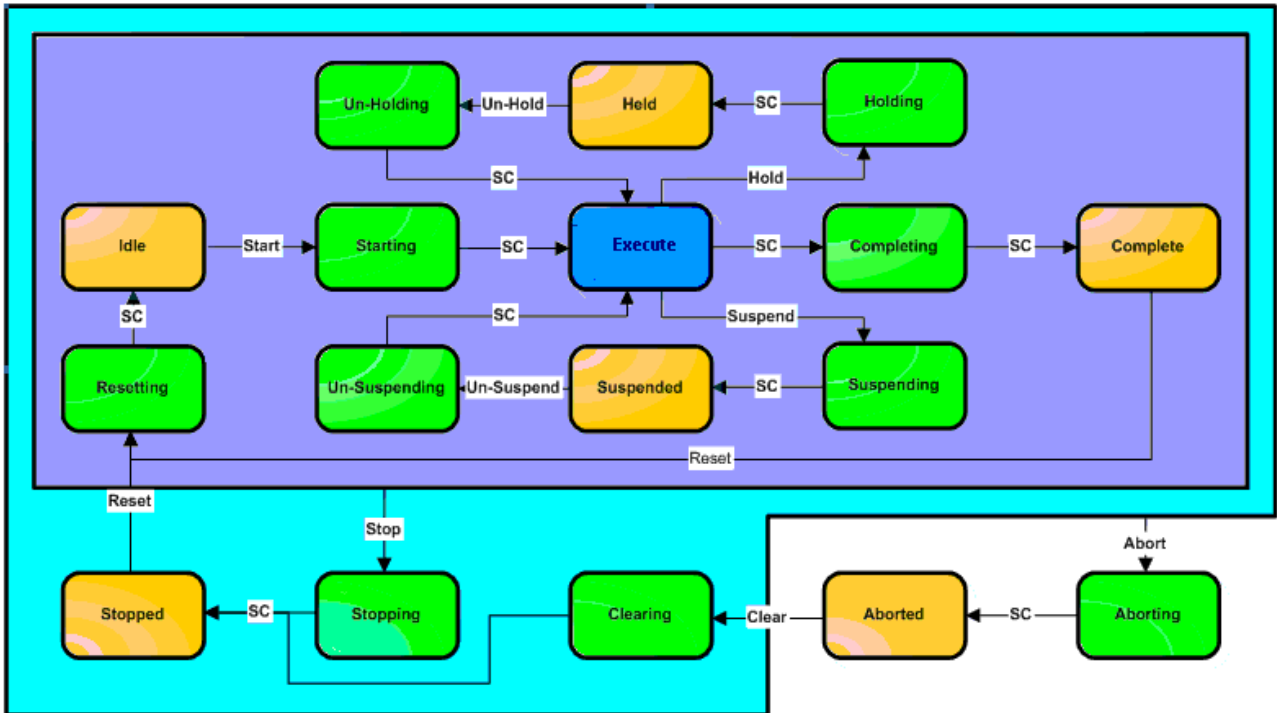 Un-Holding
Un-Hold
Held
SC
Holding
SC
Hold
Idle
Start
Starting
SC
Execute
SC
Completing
SC
Complete
SC
SC
Suspend
Resetting
Un-Suspending
Un-Suspend
Suspended
SC
Suspending
Reset
Reset
Stop
Abort
Stopped
SC
Stopping
Clearing
Clear
Aborted
SC
Aborting